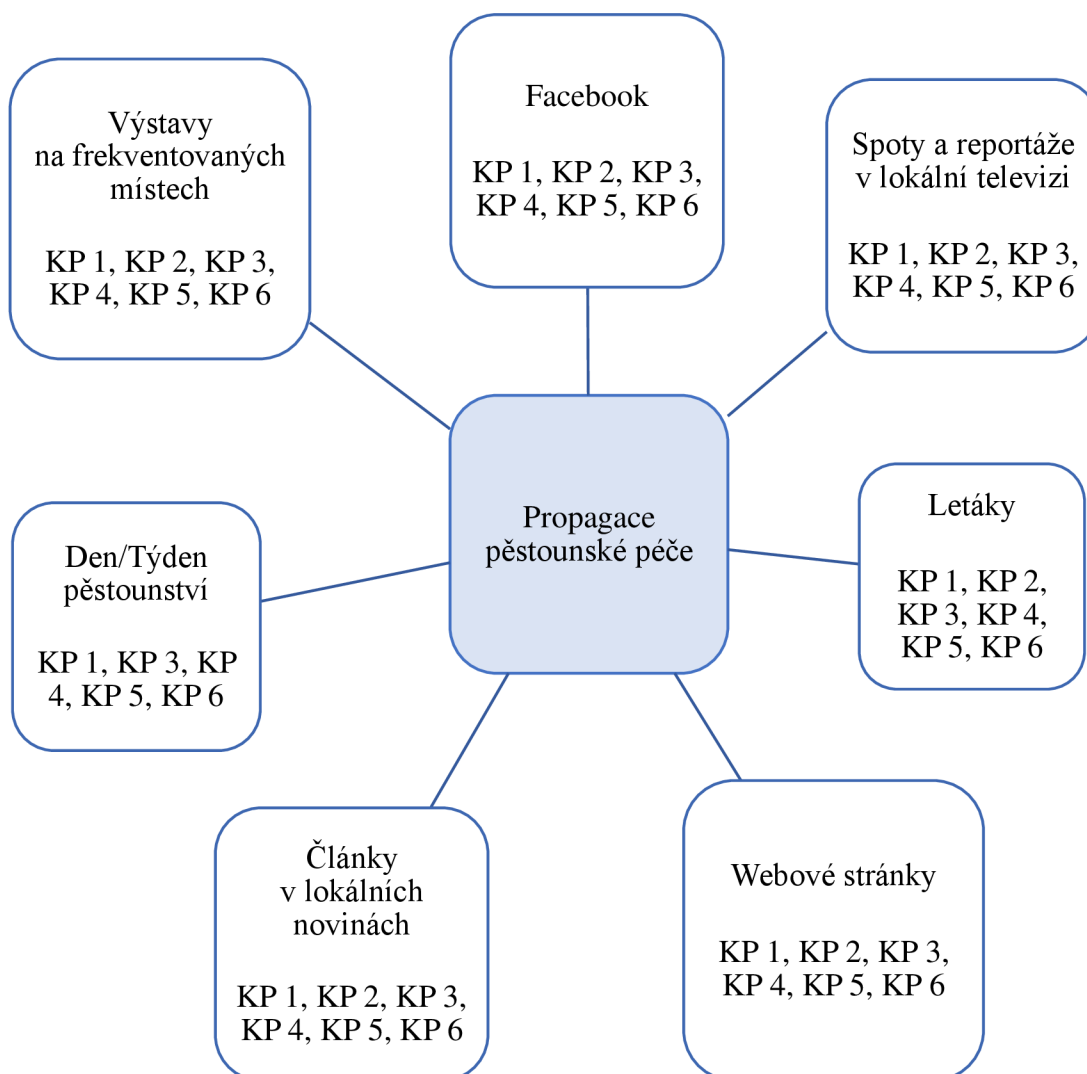 Facebook
KP 1, KP 2, KP 3,
KP 4, KP 5, KP 6
Výstavy
na frekventovaných
místech
KP 1, KP 2, KP 3,
KP 4, KP 5, KP 6
Spoty a reportáže
v lokální televizi
KP 1, KP 2, KP 3,
KP 4, KP 5, KP 6
Propagace
pěstounské péče
Letáky
KP 1, KP 2,
KP 3, KP 4,
KP 5, KP 6
Den/Týden
pěstounství
KP 1, KP 3, KP
4, KP 5, KP 6
Články
v lokálních
novinách
KP 1, KP 2, KP 3,
KP 4, KP 5, KP 6
Webové stránky
KP 1, KP 2, KP 3,
KP 4, KP 5, KP 6